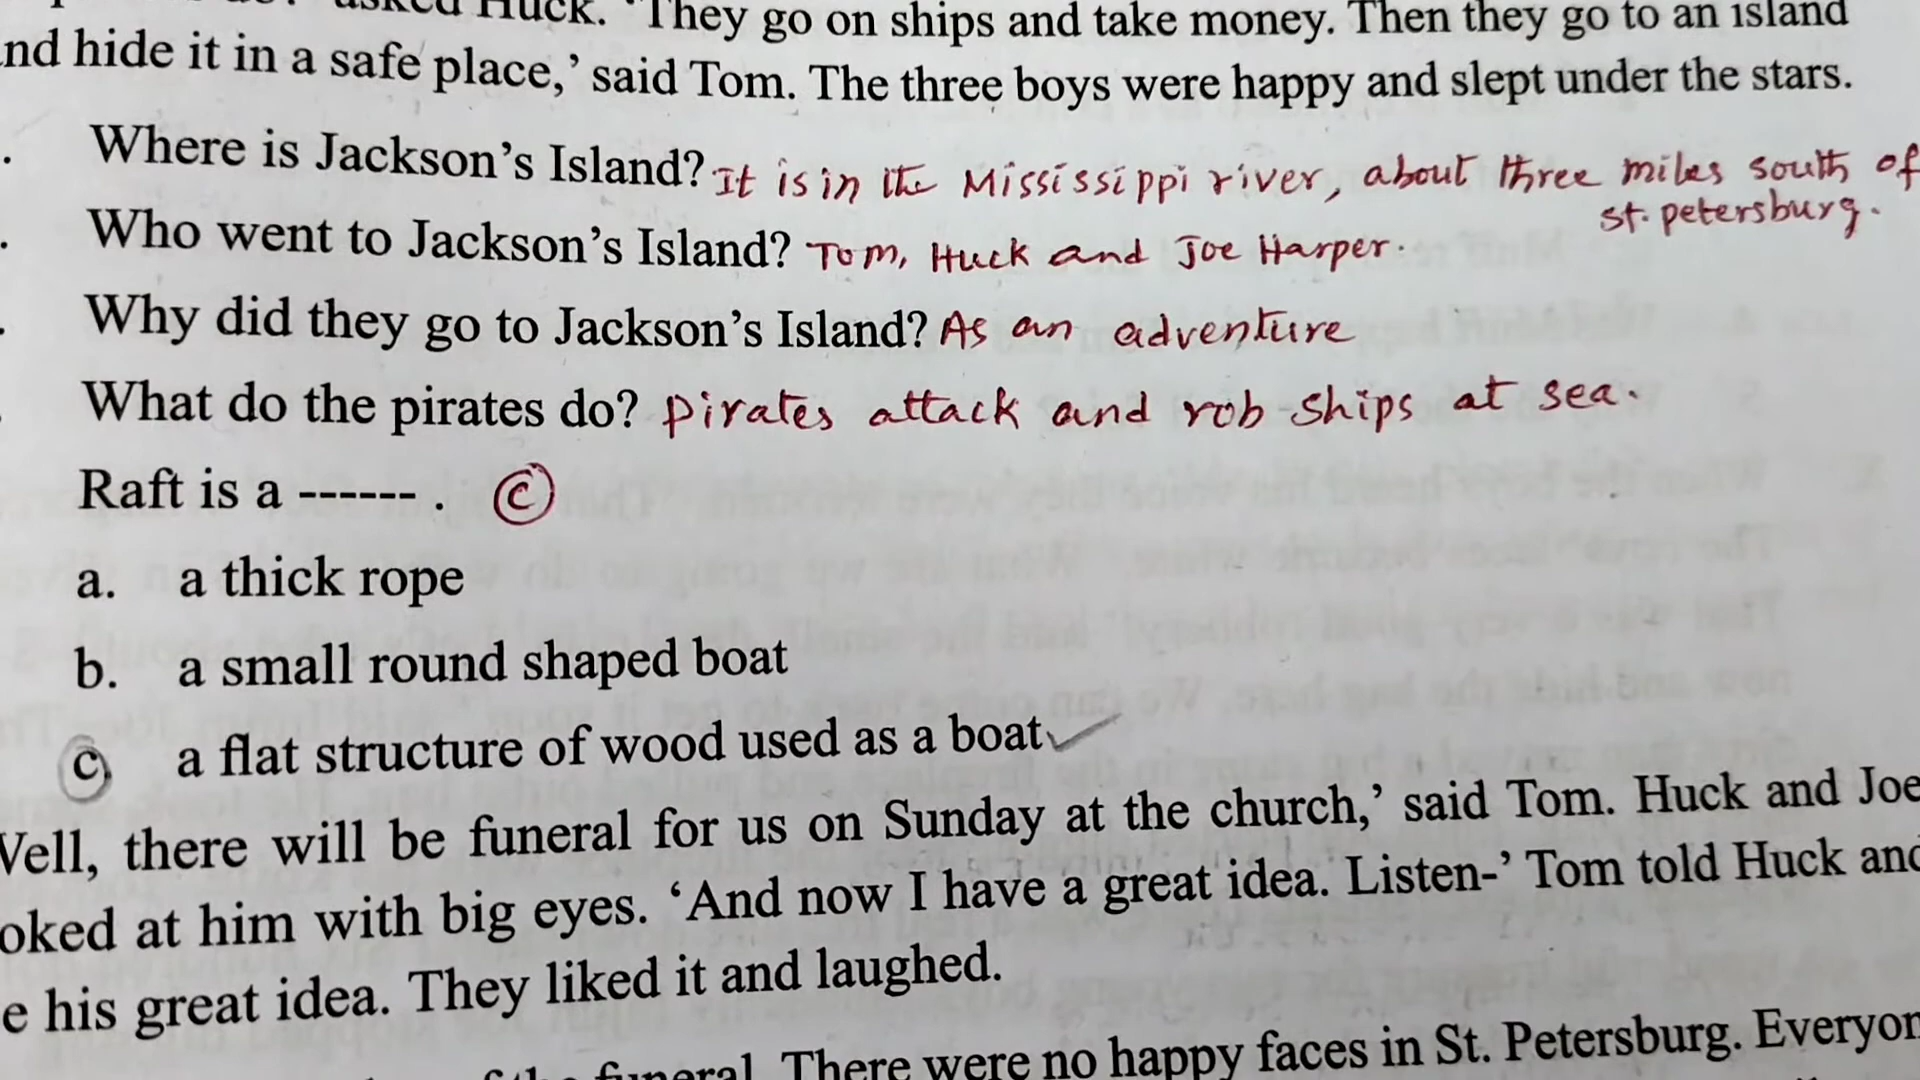 asked Huck. 'They go on ships and take money. Then they go to an island
nd hide it in a safe place,' said Tom. The three boys were happy and slept under the stars.
Where is Jackson's Island? It is in the Mississippi river, about three miles south of
st. petersburg.
Who went to Jackson's Island? Tom, Huck and Joe Harper.
Why did they go to Jackson's Island? As an adventure
What do the pirates do? pirates attack and rob ships at sea.
Raft is a ------ . C
a. a thick rope
b. a small round shaped boat
c. a flat structure of wood used as a boat
Well, there will be funeral for us on Sunday at the church,' said Tom. Huck and Joe
oked at him with big eyes. 'And now I have a great idea. Listen-' Tom told Huck and
e his great idea. They liked it and laughed.
funeral. There were no happy faces in St. Petersburg. Everyon